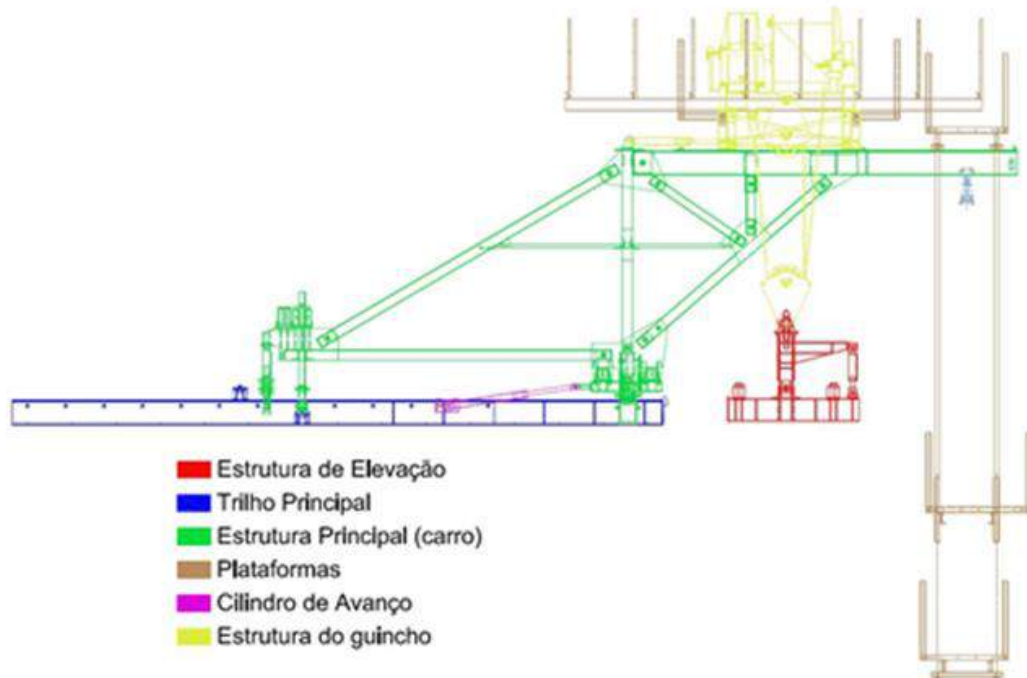 Estrutura de Elevação
Trilho Principal
Estrutura Principal (carro)
Plataformas
Cilindro de Avanço
Estrutura do guincho